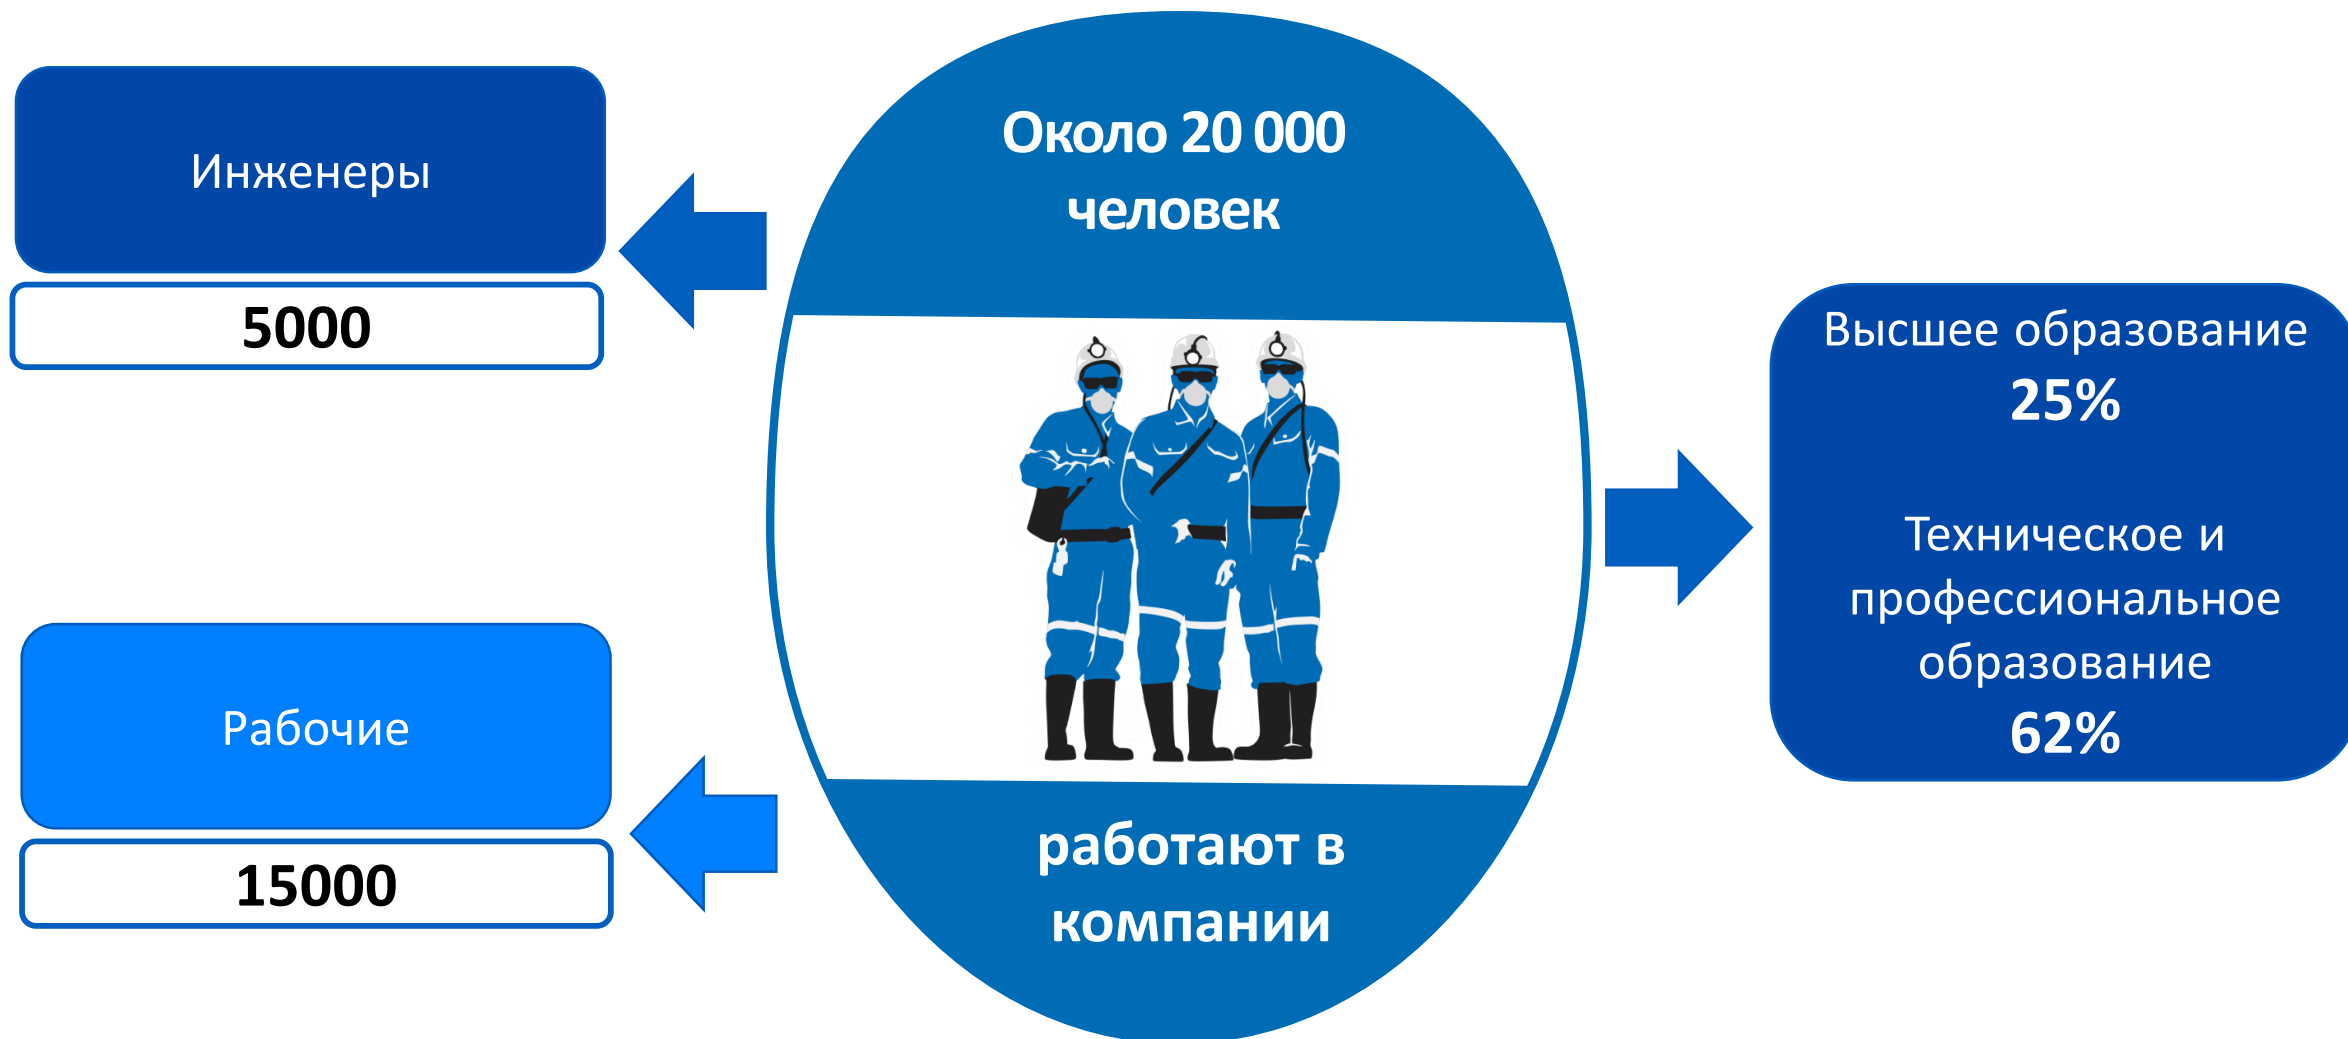 Инженеры
5000
Рабочие
15000
Около 20 000
человек
работают в
компании
Высшее образование
25%
Техническое и
профессиональное
образование
62%